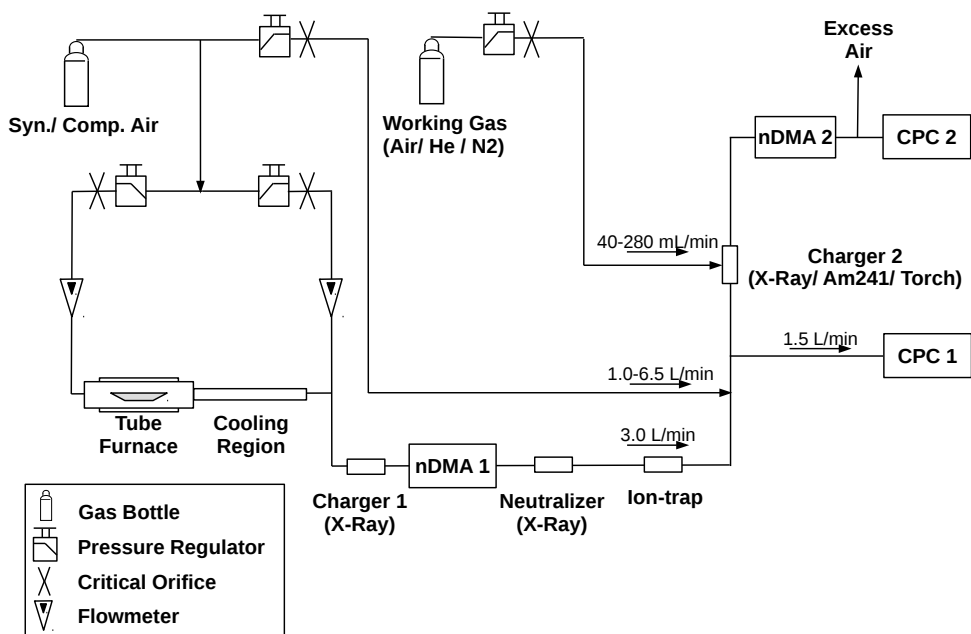 Excess
Air
Syn./ Comp. Air
Working Gas
(Air/ He / N2)
nDMA 2
CPC 2
40-280 mL/min
Charger 2
(X-Ray/ Am241/ Torch)
1.5 L/min
CPC 1
1.0-6.5 L/min
Tube
Furnace
Cooling
Region
3.0 L/min
nDMA 1
Charger 1
(X-Ray)
Neutralizer
(X-Ray)
Ion-trap
Gas Bottle
Pressure Regulator
Critical Orifice
Flowmeter